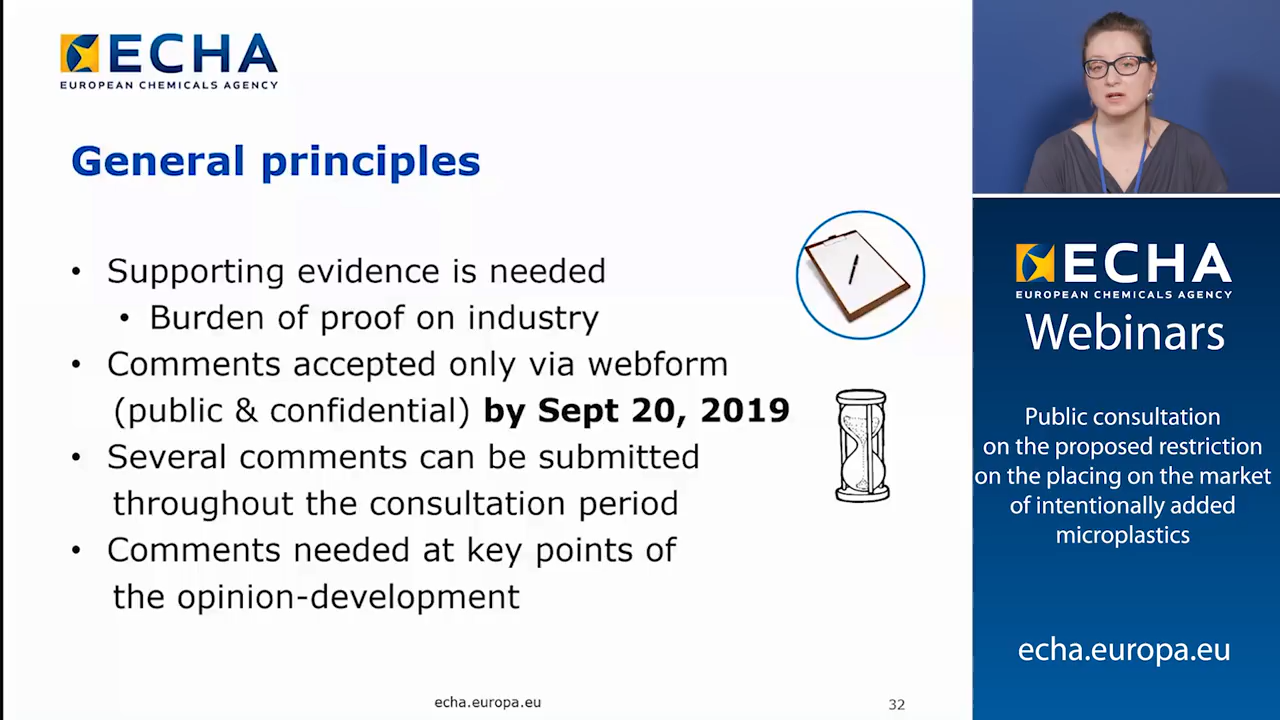 ECHA
EUROPEAN CHEMICALS AGENCY
General principles
• Supporting evidence is needed
• Burden of proof on industry
• Comments accepted only via webform
(public & confidential) by Sept 20, 2019
• Several comments can be submitted
throughout the consultation period
• Comments needed at key points of
the opinion-development
echa.europa.eu
32
ECHA
EUROPEAN CHEMICALS AGENCY
Webinars
Public consultation
on the proposed restriction
on the placing on the market
of intentionally added
microplastics
echa.europa.eu